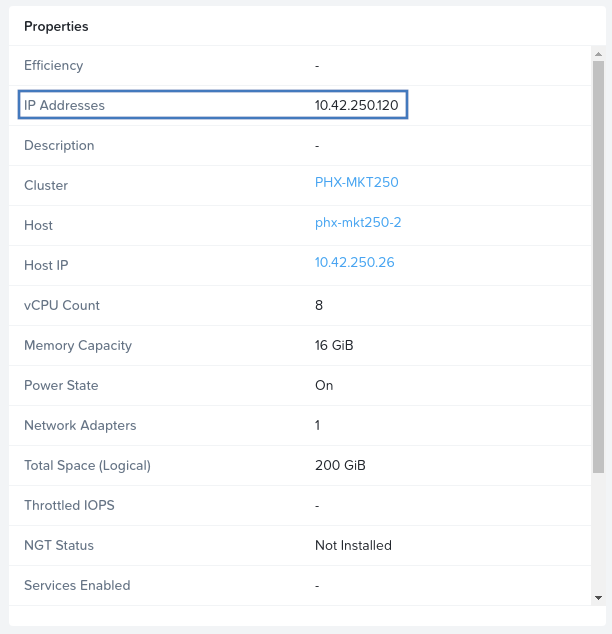 Properties
Efficiency -
IP Addresses 10.42.250.120
Description -
Cluster PHX-MKT250
Host phx-mkt250-2
Host IP 10.42.250.26
vCPU Count 8
Memory Capacity 16 GiB
Power State On
Network Adapters 1
Total Space (Logical) 200 GiB
Throttled IOPS -
NGT Status Not Installed
Services Enabled -